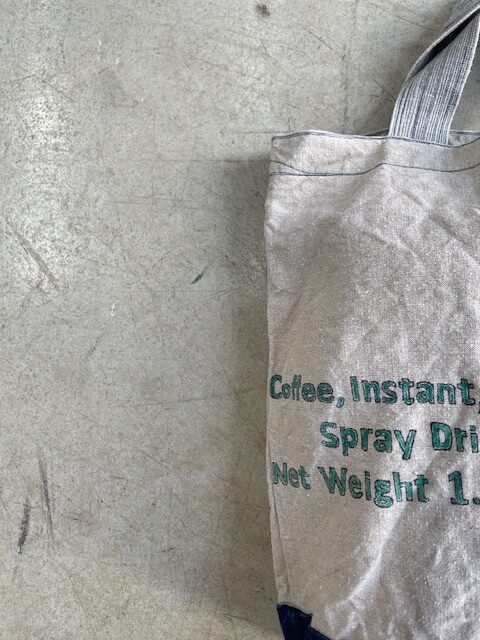 Coffee, Instant,
Spray Dri
Net Weight 1.